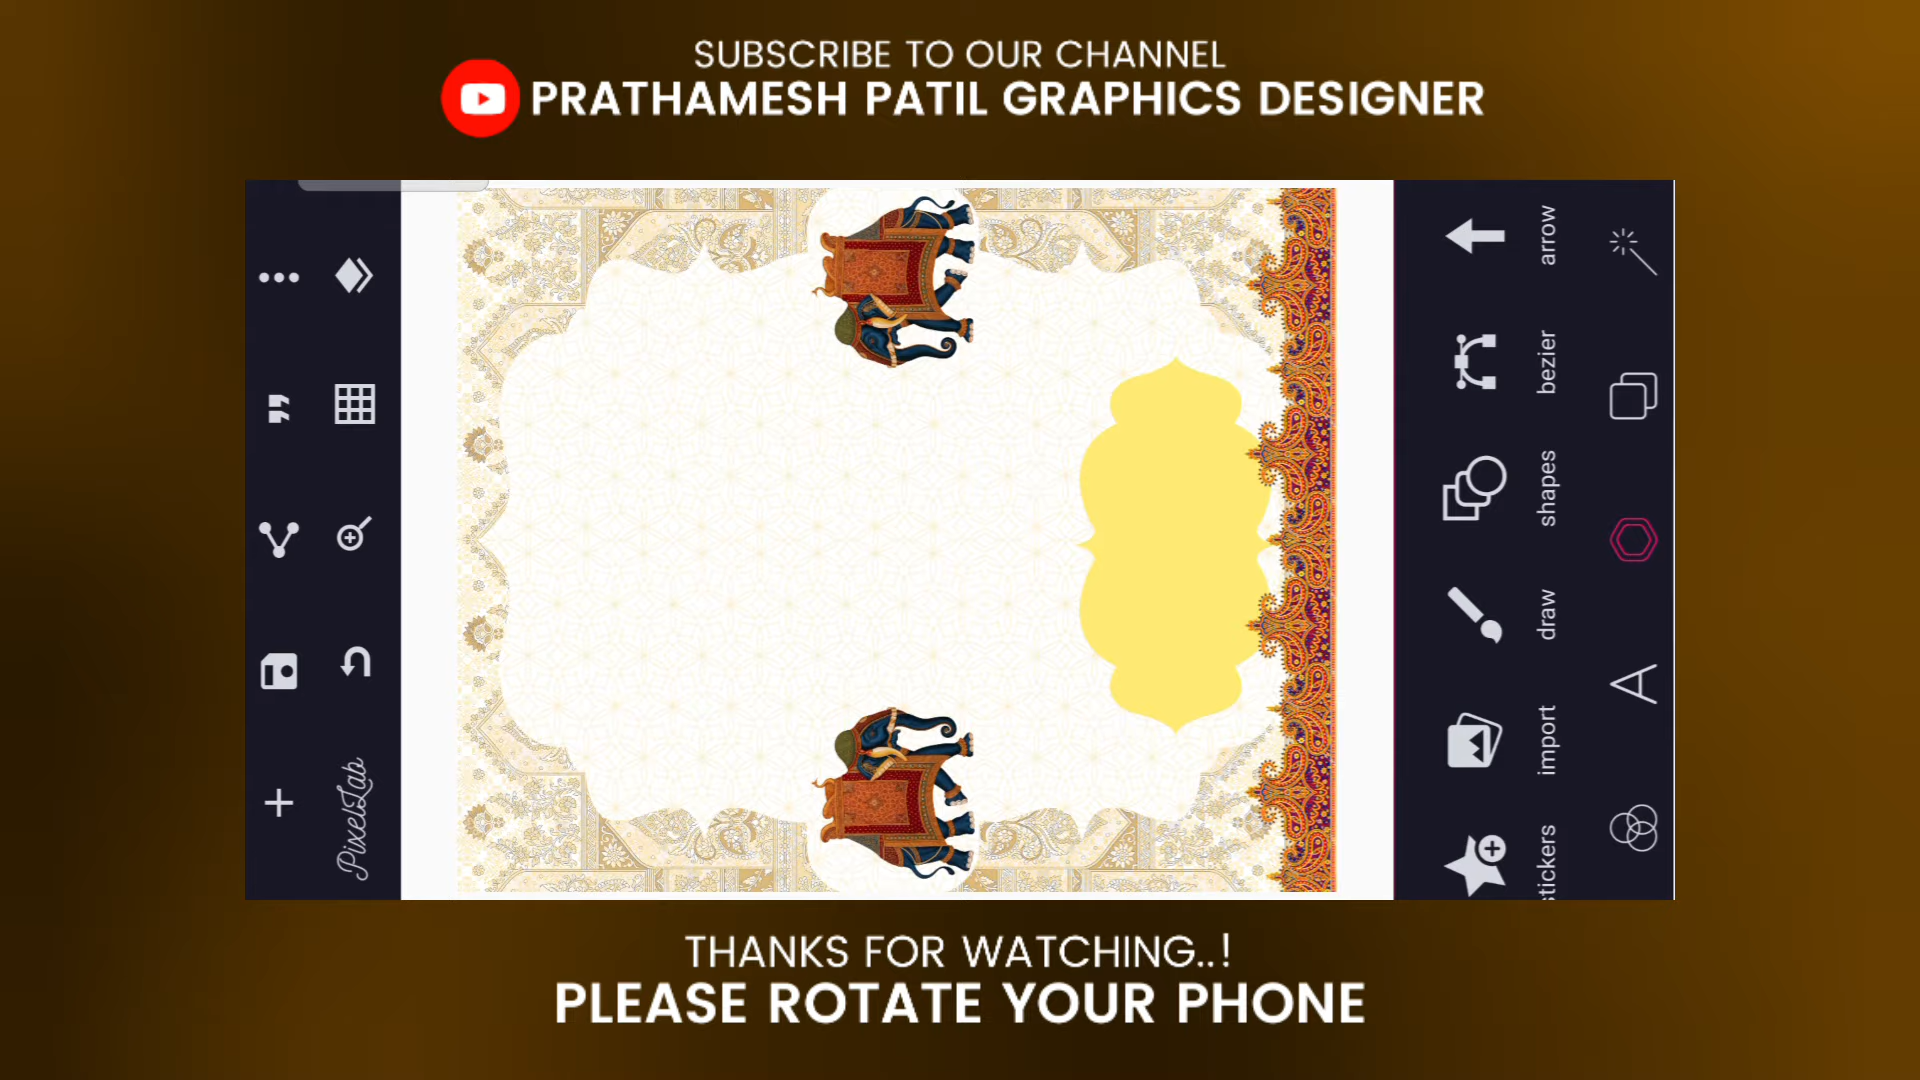 SUBSCRIBE TO OUR CHANNEL
PRATHAMESH PATIL GRAPHICS DESIGNER
PixelLab
arrow
bezier
shapes
draw
import
stickers
THANKS FOR WATCHING..!
PLEASE ROTATE YOUR PHONE